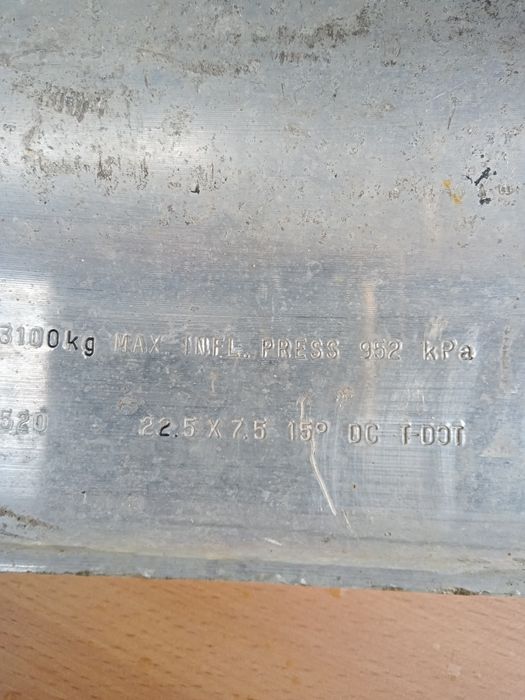 3100kg MAX INFL. PRESS 952 kPa
520 22.5 X 7.5 15° DC T-DOT